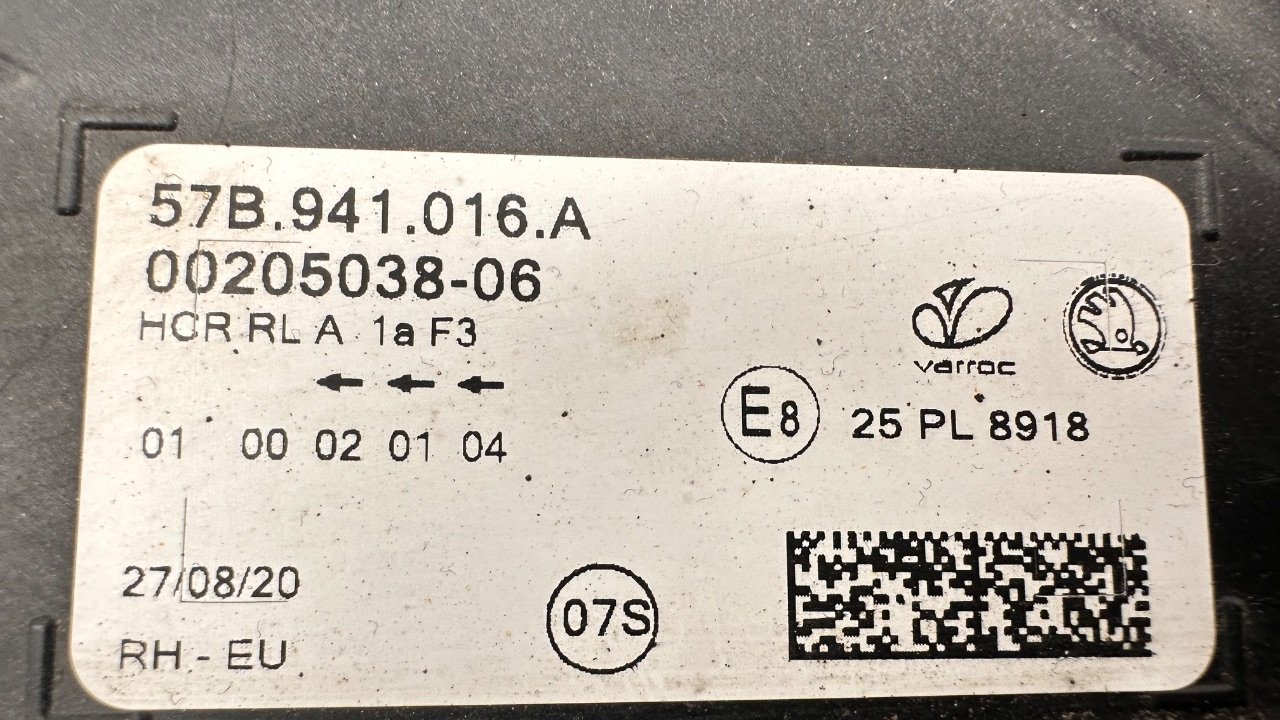 57B.941.016.A
00205038-06
HCR RL A 1a F3
← ← ←
01 00 02 01 04
varroc
E8 25 PL 8918
27/08/20
07S
RH - EU